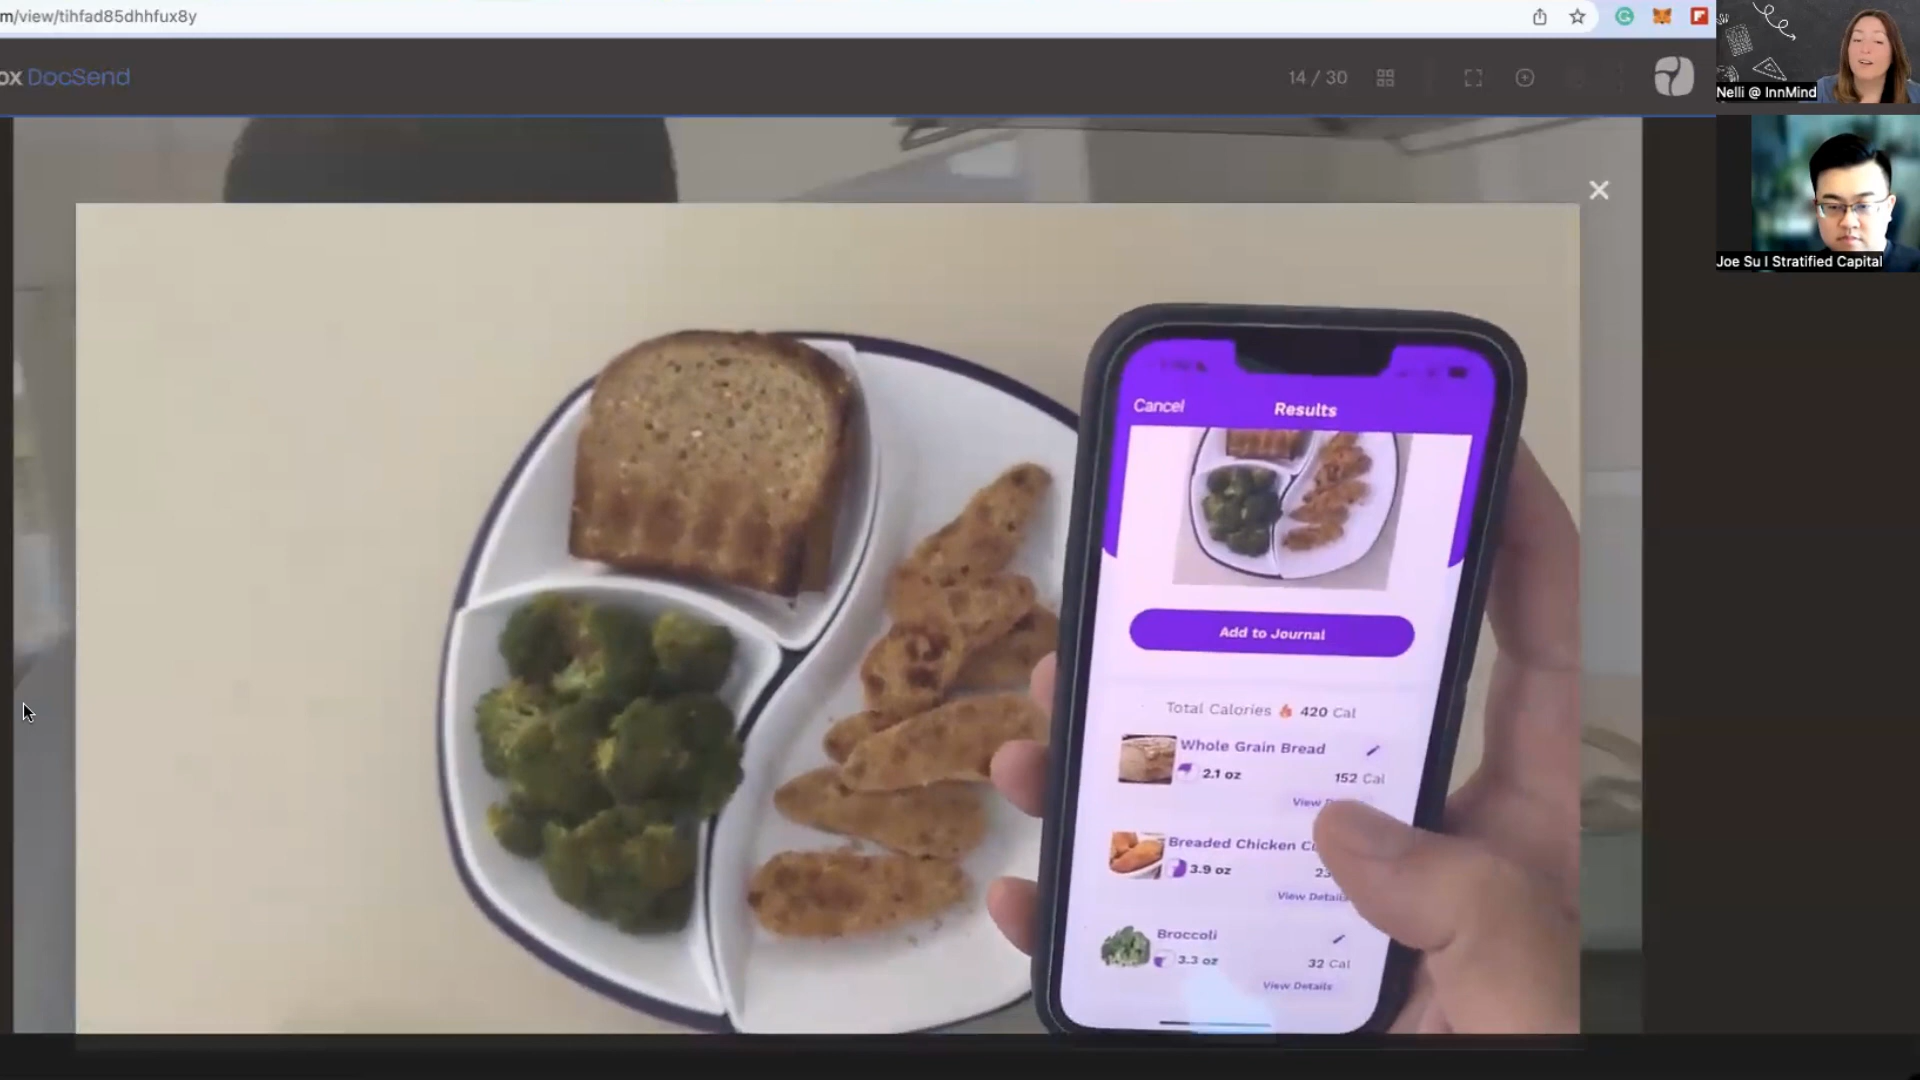 m/view/tihfad85dhhfux8y
ox DocSend
14 / 30
Nelli @ InnMind
Joe Su I Stratified Capital
Cancel
Results
Add to Journal
Total Calories 420 Cal
Whole Grain Bread
2.1 oz
152 Cal
View
Breaded Chicken
3.9 oz
View Details
Broccoli
3.3 oz
32 Cal
View Details